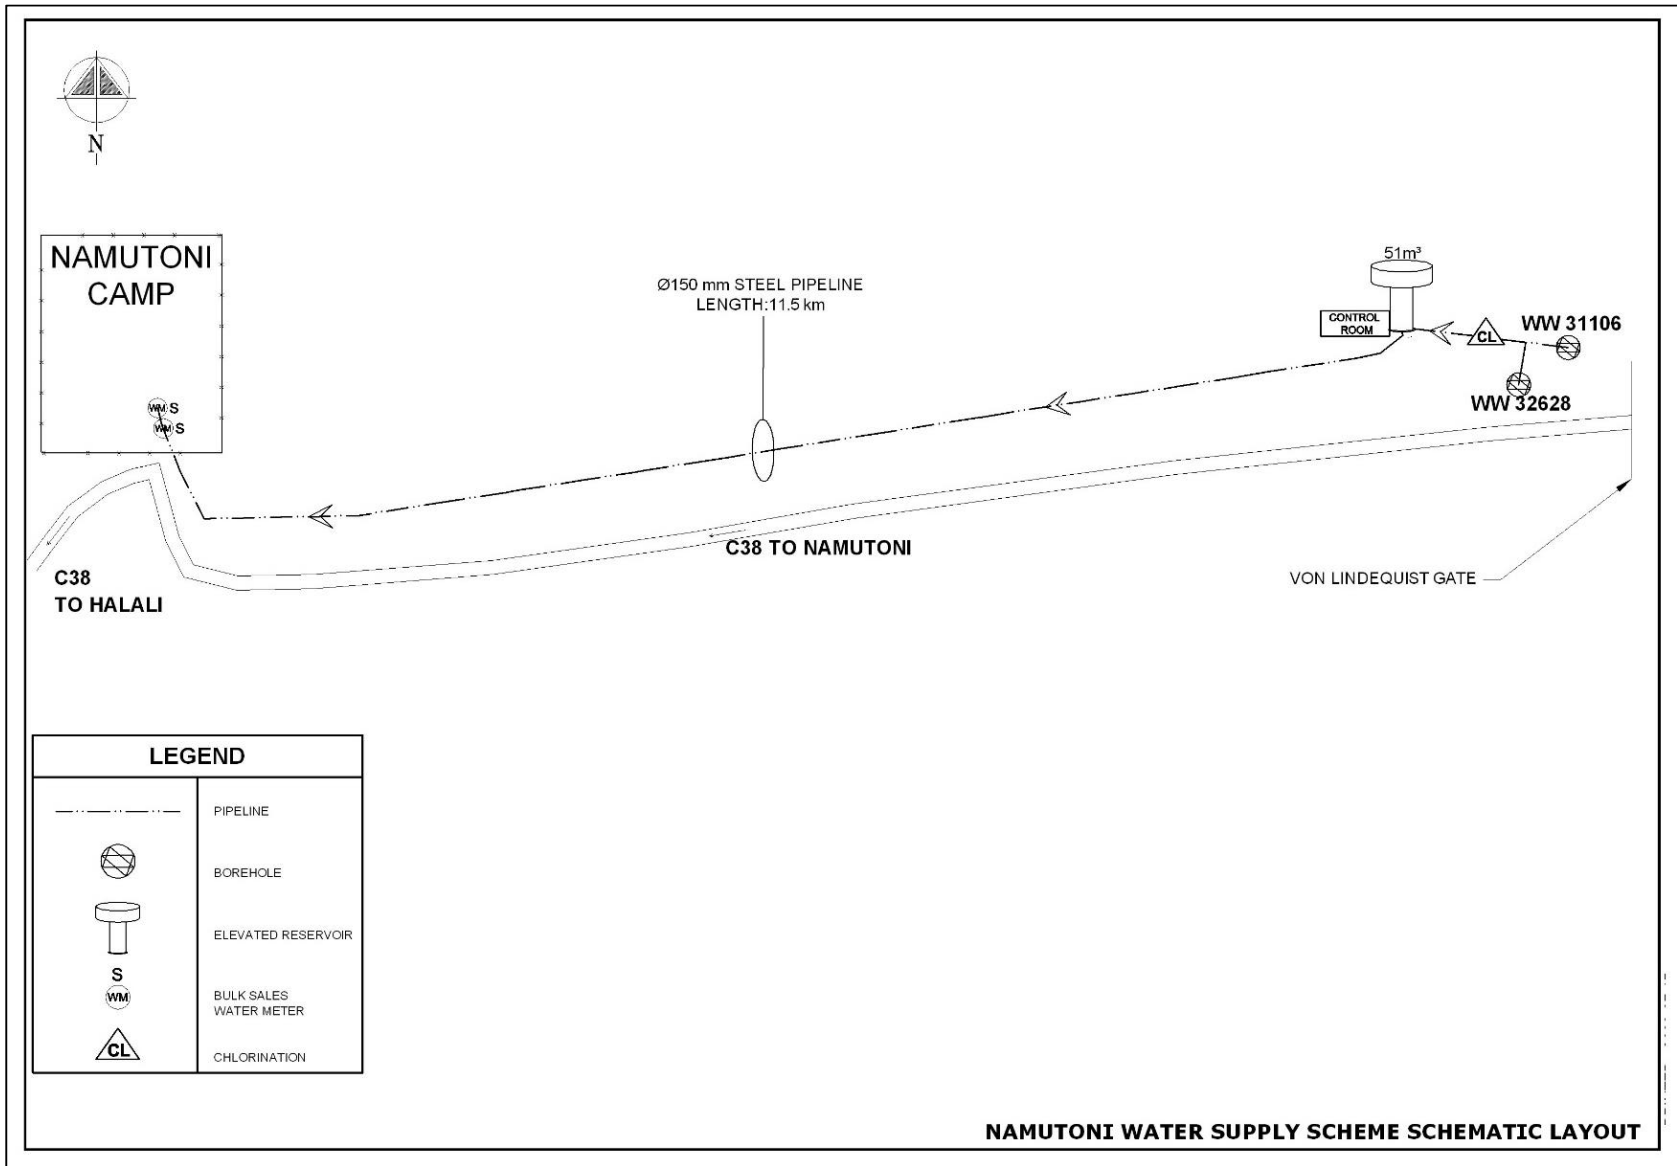 N
NAMUTONI
CAMP
WM S
WM S
Ø150 mm STEEL PIPELINE
LENGTH:11.5 km
51m³
CONTROL
ROOM
CL
WW 31106
WW 32628
C38 TO NAMUTONI
C38
TO HALALI
VON LINDEQUIST GATE
LEGEND
PIPELINE
BOREHOLE
ELEVATED RESERVOIR
S
WM
BULK SALES
WATER METER
CL
CHLORINATION
NAMUTONI WATER SUPPLY SCHEME SCHEMATIC LAYOUT